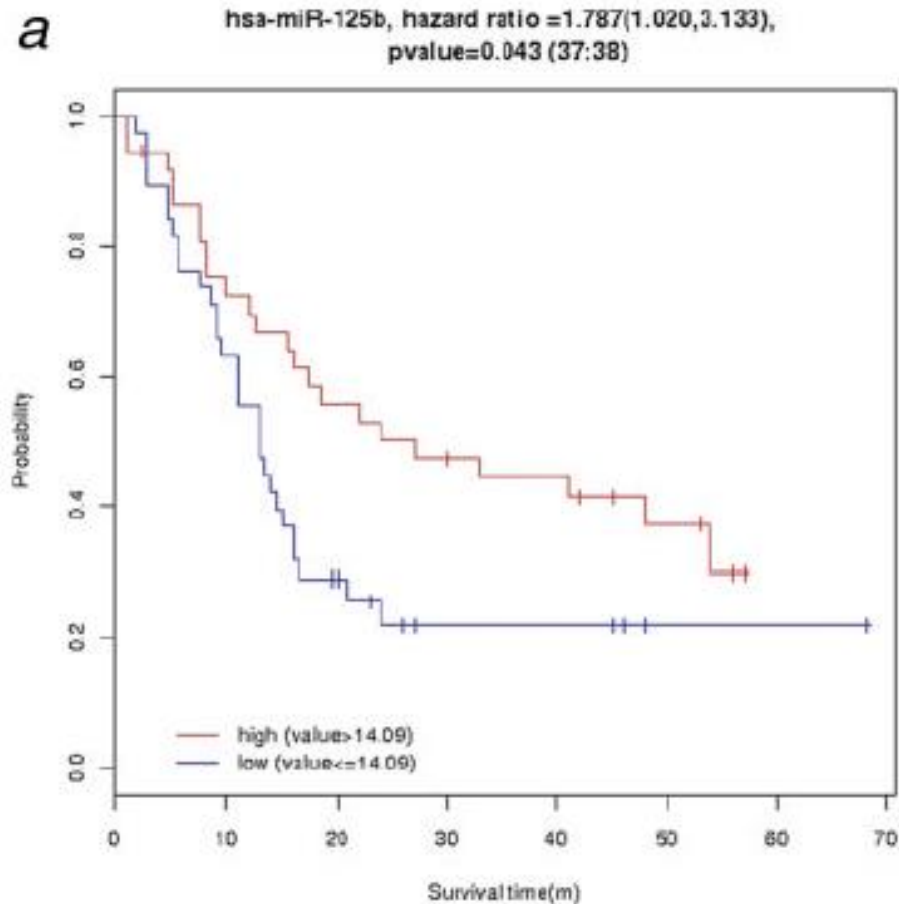 a
hsa-miR-125b, hazard ratio =1.787(1.020,3.133),
pvalue=0.043 (37:38)
1.0
0.8
0.6
0.4
0.2
0.0
Probability
high (value>14.09)
low (value<=14.09)
0 10 20 30 40 50 60 70
Survival time(m)